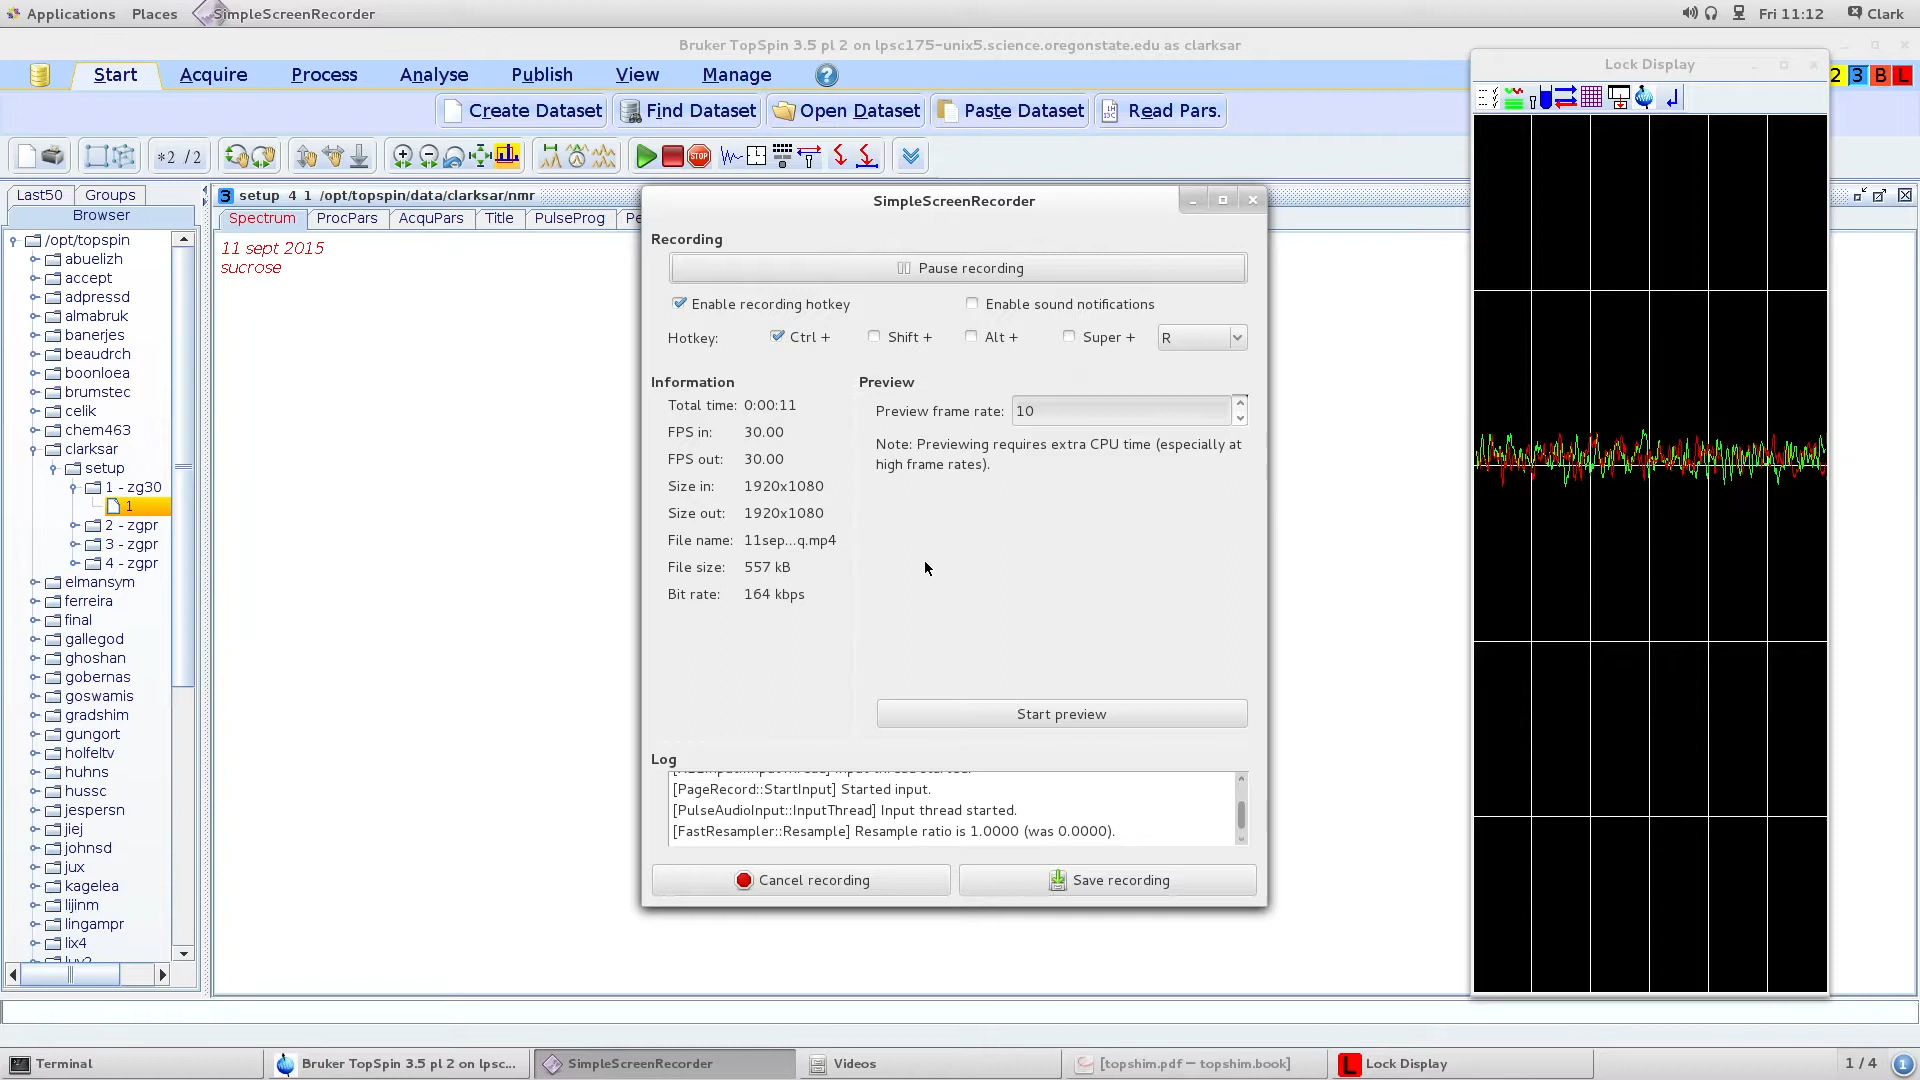 Applications Places SimpleScreenRecorder Fri 11:12 Clark
Bruker TopSpin 3.5 pl 2 on lpsc175-unix5.science.oregonstate.edu as clarksar
Start Acquire Process Analyse Publish View Manage ?
2 3 B L
Create Dataset Find Dataset Open Dataset Paste Dataset Read Pars.
*2 /2
Last50 Groups
Browser
/opt/topspin
abuelizh
accept
adpressd
almabruk
banerjes
beaudrch
boonloea
brumstec
celik
chem463
clarksar
setup
1 - zg30
1
2 - zgpr
3 - zgpr
4 - zgpr
elmansym
ferreira
final
gallegod
ghoshan
gobernas
goswamis
gradshim
gungort
holfeltv
huhns
hussc
jespersn
jiej
johnsd
jux
kagelea
lijinm
lingampr
lix4
3 setup 4 1 /opt/topspin/data/clarksar/nmr
Spectrum ProcPars AcquPars Title PulseProg Pe
11 sept 2015
sucrose
SimpleScreenRecorder
Recording
Pause recording
Enable recording hotkey Enable sound notifications
Hotkey: Ctrl + Shift + Alt + Super + R
Information
Total time: 0:00:11
FPS in: 30.00
FPS out: 30.00
Size in: 1920x1080
Size out: 1920x1080
File name: 11sep...q.mp4
File size: 557 kB
Bit rate: 164 kbps
Preview
Preview frame rate: 10
Note: Previewing requires extra CPU time (especially at
high frame rates).
Start preview
Log
[PageRecord::StartInput] Started input.
[PulseAudioInput::InputThread] Input thread started.
[FastResampler::Resample] Resample ratio is 1.0000 (was 0.0000).
Cancel recording Save recording
Lock Display
Terminal Bruker TopSpin 3.5 pl 2 on lpsc... SimpleScreenRecorder Videos [topshim.pdf — topshim.book] L Lock Display 1 / 4 1